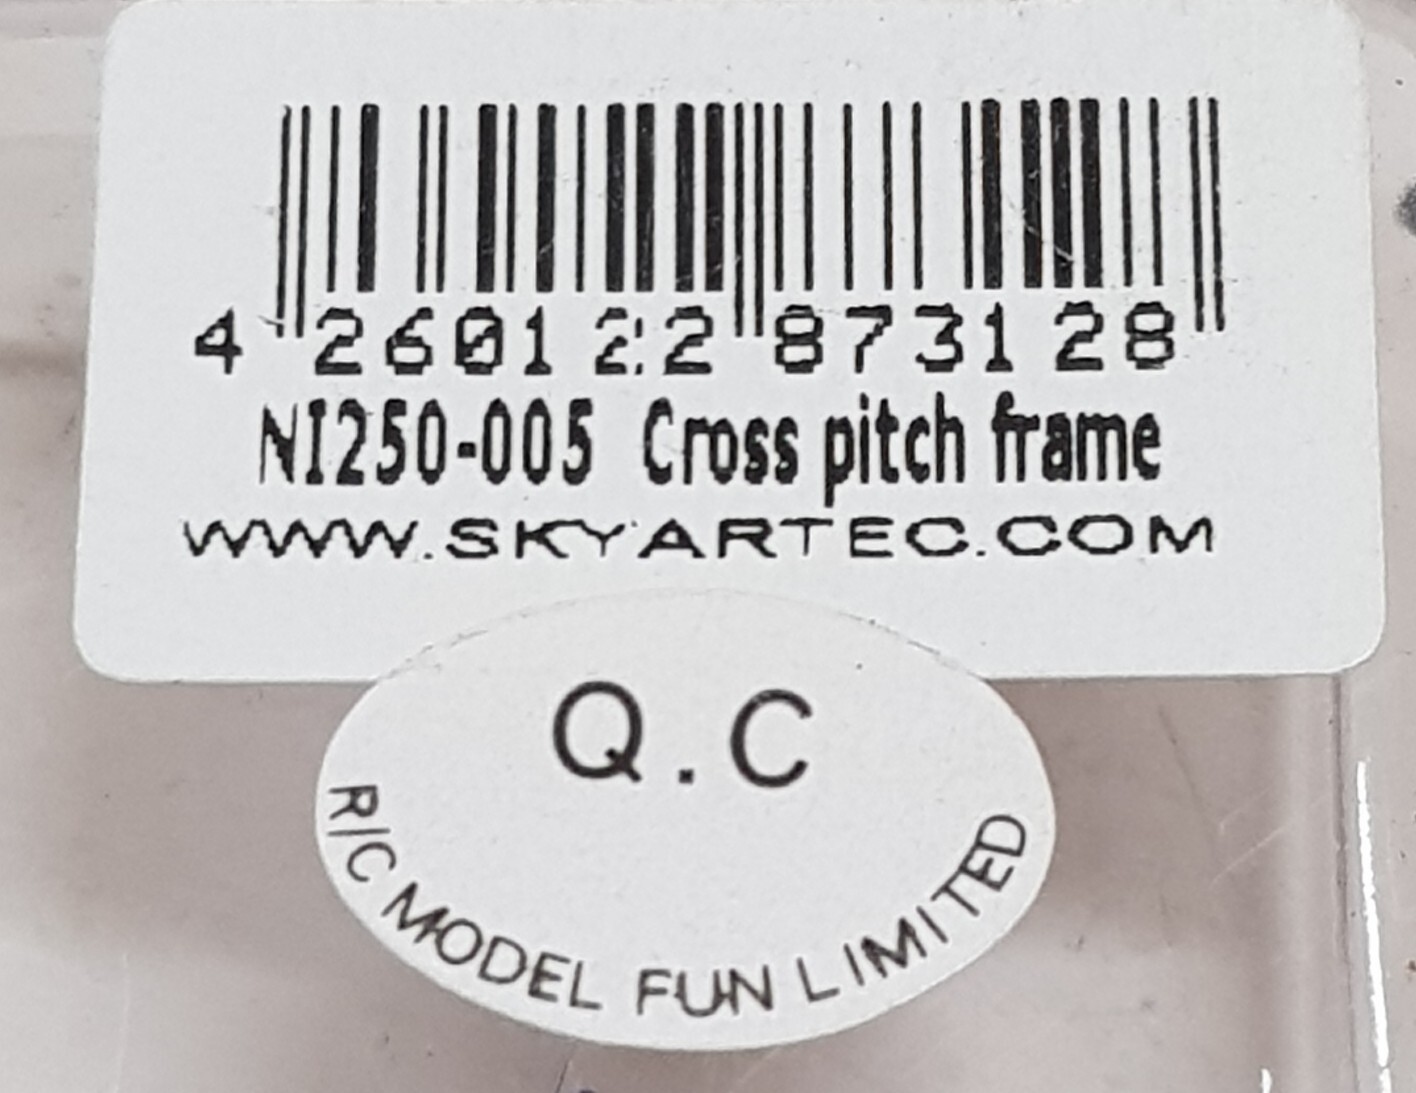 4 260122 873128
NI250-005 Cross pitch frame
WWW.SKYARTEC.COM
Q.C
R/C MODEL FUN LIMITED